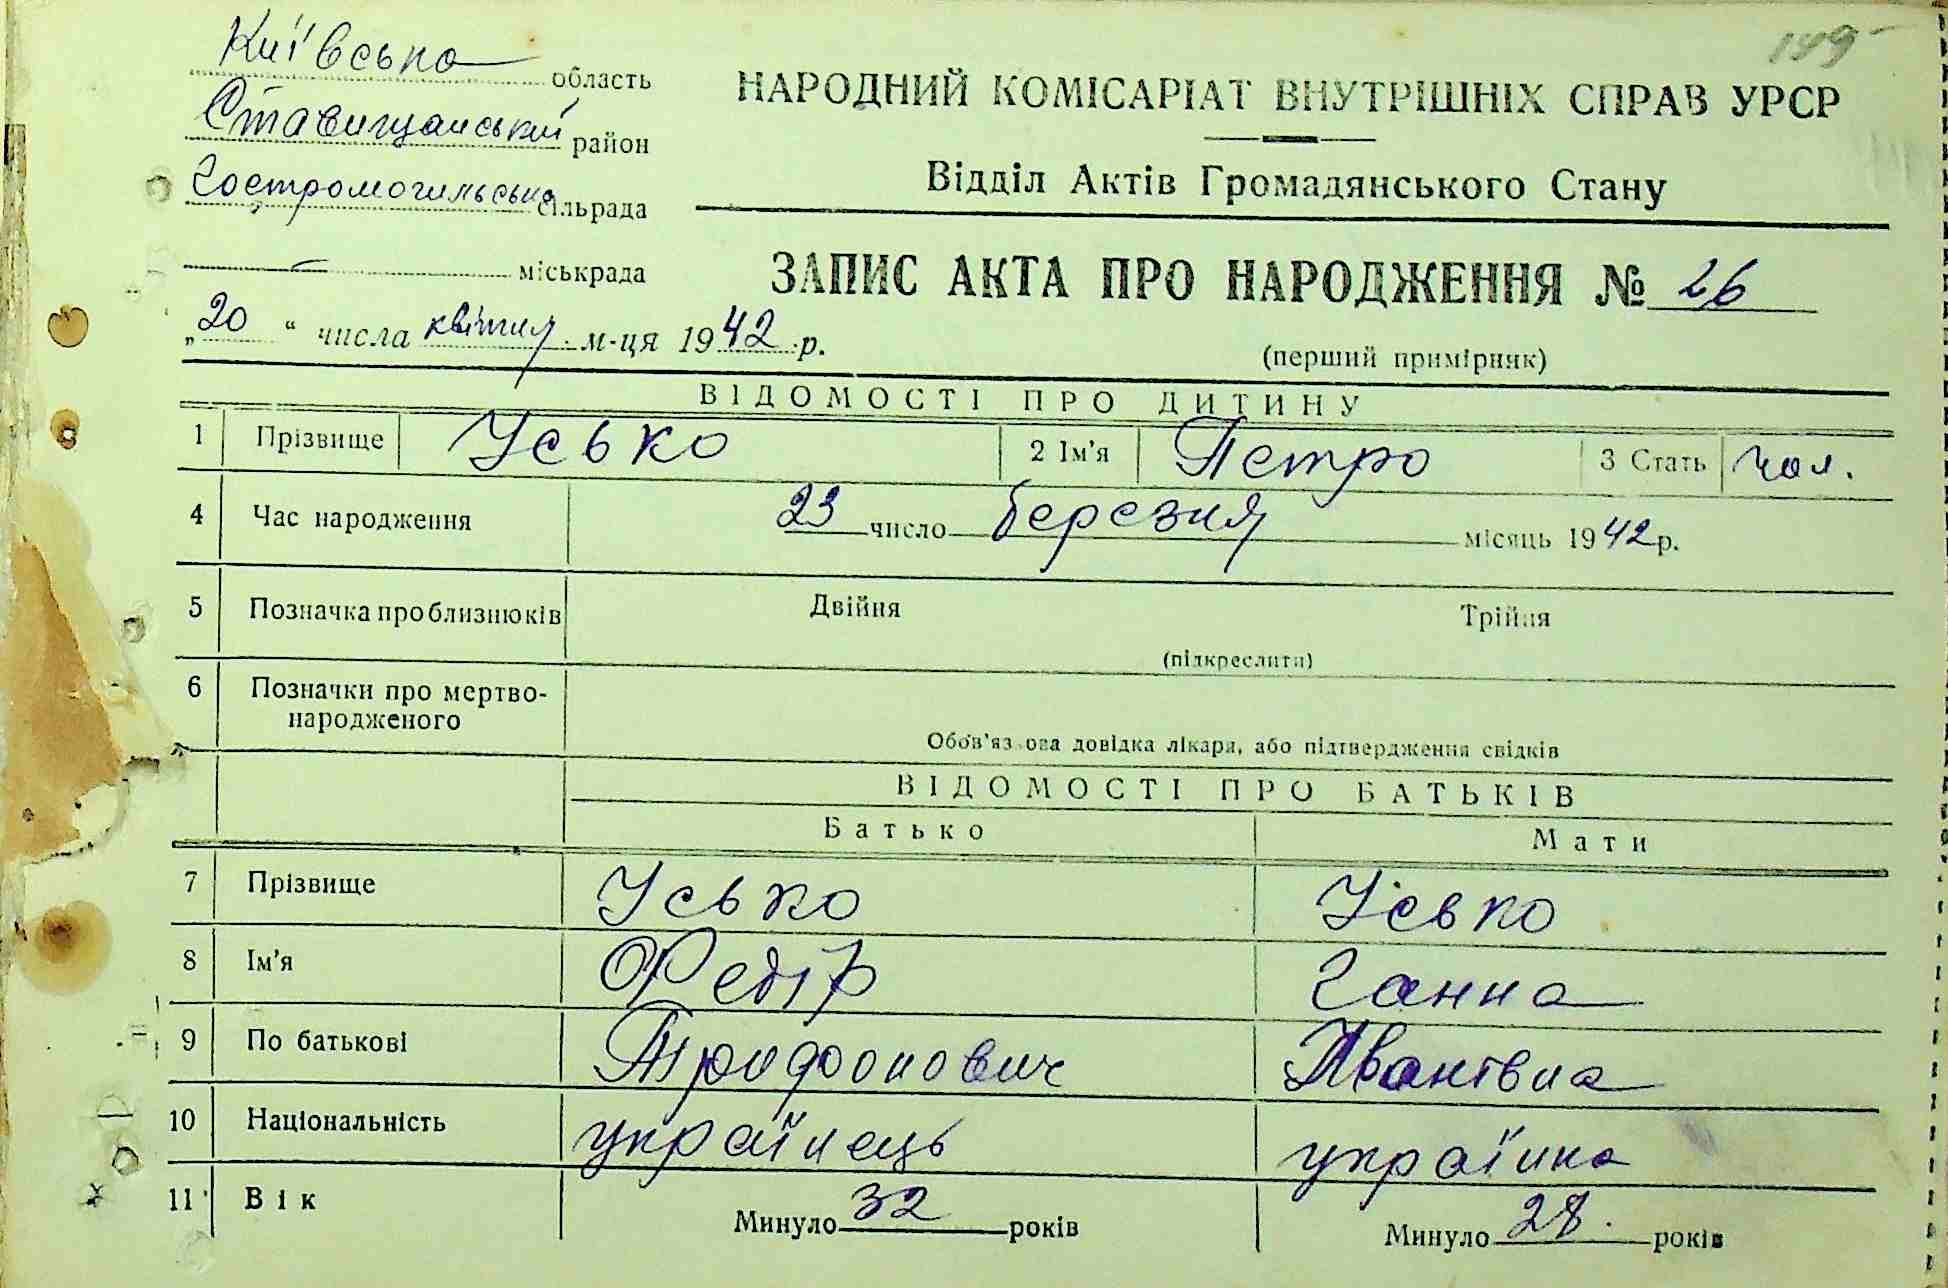 149
Київська область
Ставищанський район
Гостромогильська сільрада
міськрада
„20“ числа квітня м-ця 1942 р.
НАРОДНИЙ КОМІСАРІАТ ВНУТРІШНІХ СПРАВ УРСР
Відділ Актів Громадянського Стану
ЗАПИС АКТА ПРО НАРОДЖЕННЯ № 26
(перший примірник)
ВІДОМОСТІ ПРО ДИТИНУ
1 Прізвище Усько 2 Ім'я Петро 3 Стать чол.
4 Час народження 23 число березня місяць 1942 р.
5 Позначка про близнюків Двійня Трійня
(підкреслити)
6 Позначки про мертво-
народженого
Обов'язкова довідка лікаря, або підтвердження свідків
ВІДОМОСТІ ПРО БАТЬКІВ
Батько Мати
7 Прізвище Усько Усько
8 Ім'я Федір Ганна
9 По батькові Трифонович Іванівна
10 Національність українець українка
11 Вік Минуло 32 років Минуло 28 років